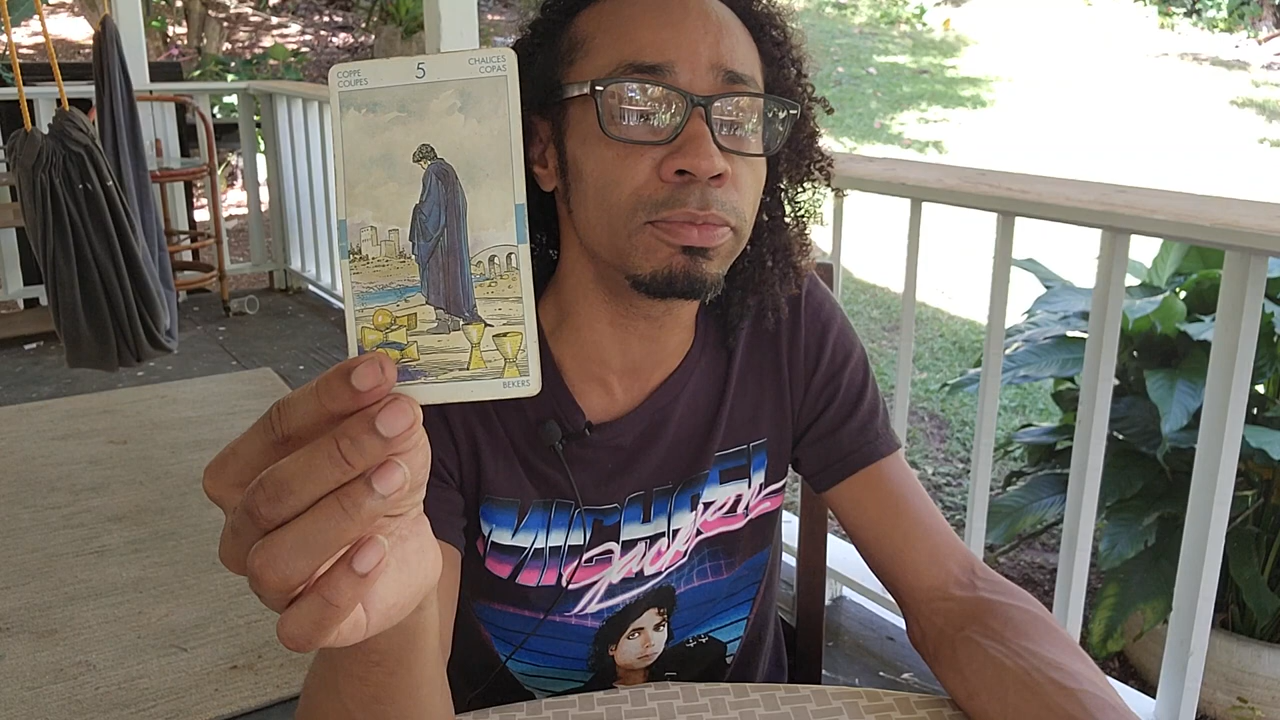 COPPE
COUPES
5
CHALICES
COPAS
BEKERS
MICHAEL
Jackson